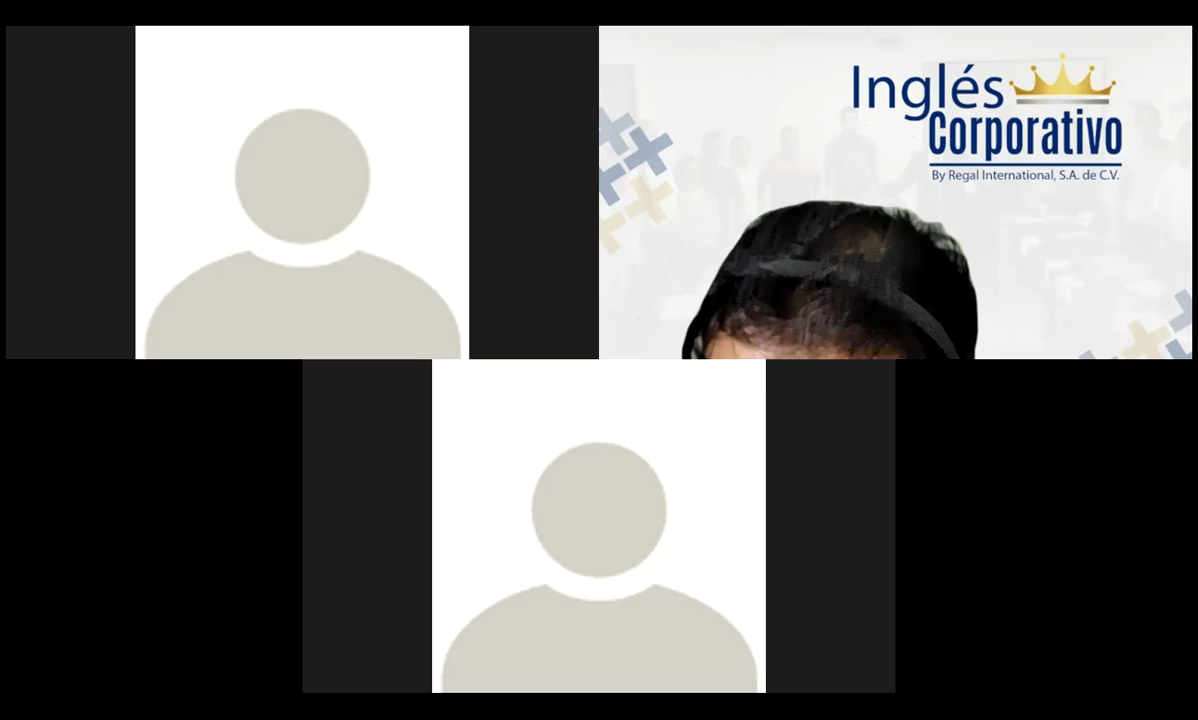 Inglés
Corporativo
By Regal International, S.A. de C.V.